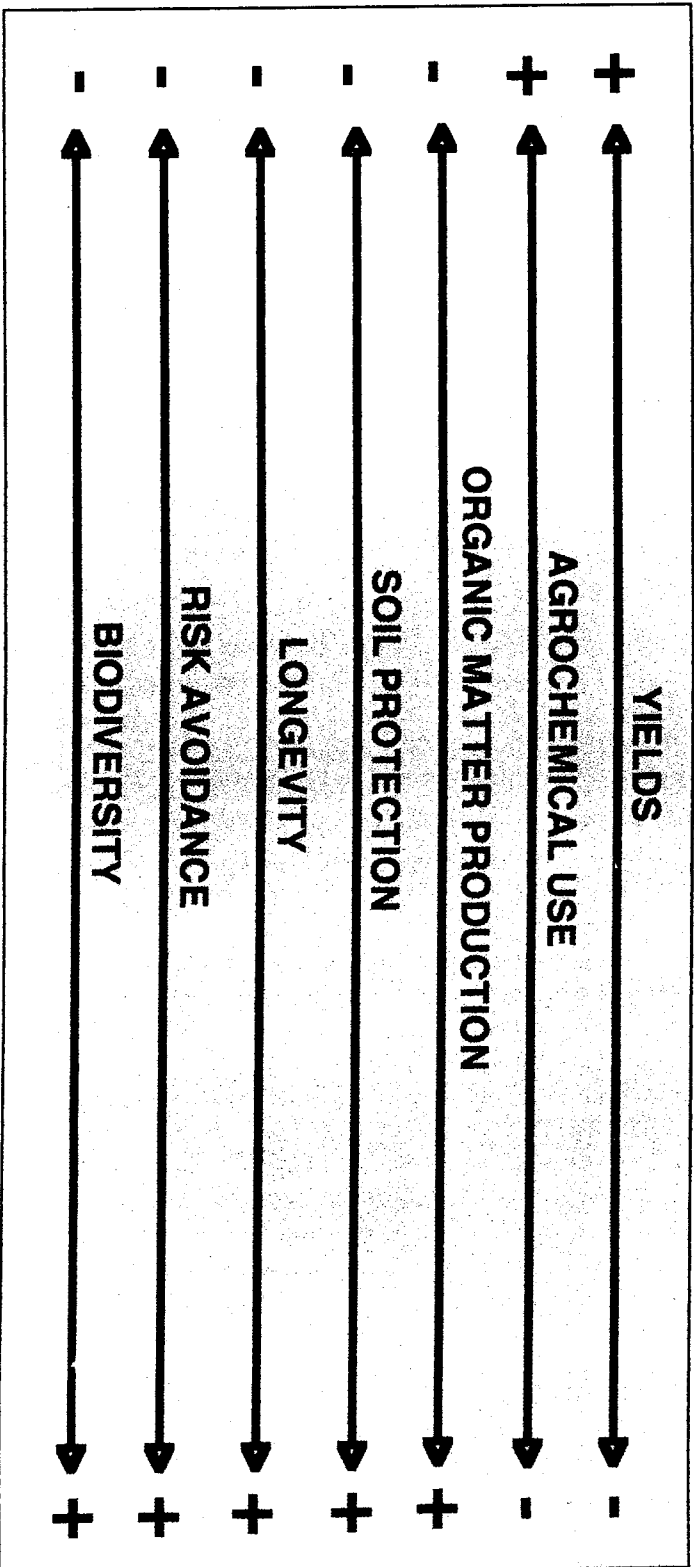 YIELDS
+ -
AGROCHEMICAL USE
+ -
ORGANIC MATTER PRODUCTION
- +
SOIL PROTECTION
- +
LONGEVITY
- +
RISK AVOIDANCE
- +
BIODIVERSITY
- +